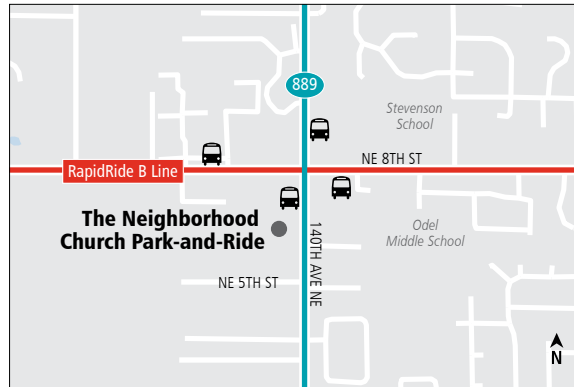 889
Stevenson
School
NE 8TH ST
RapidRide B Line
The Neighborhood
Church Park-and-Ride
140TH AVE NE
Odel
Middle School
NE 5TH ST
N